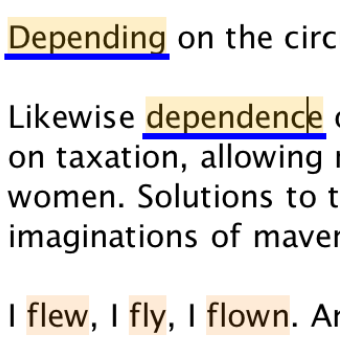 Depending on the circ
Likewise dependence
on taxation, allowing
women. Solutions to t
imaginations of maver
I flew, I fly, I flown. Ar